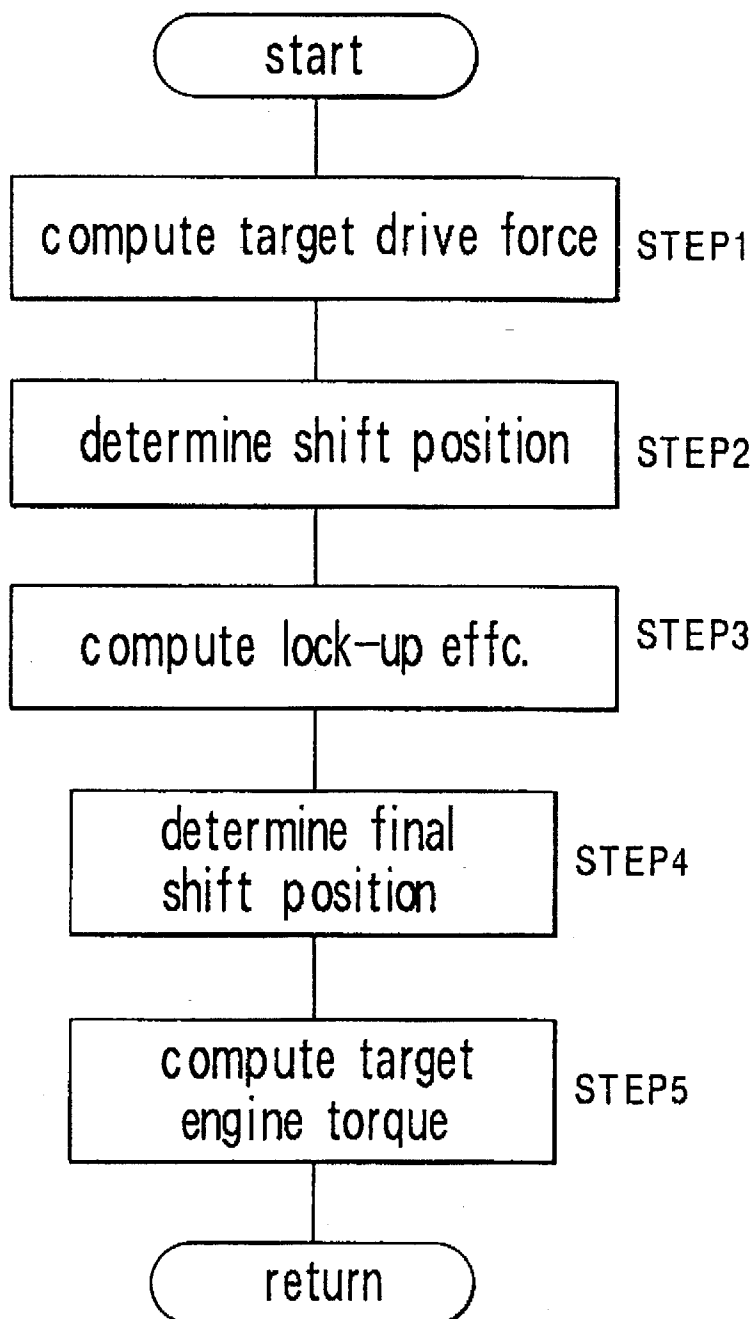 start
compute target drive force STEP1
determine shift position STEP2
compute lock-up effc. STEP3
determine final
shift position
STEP4
compute target
engine torque
STEP5
return